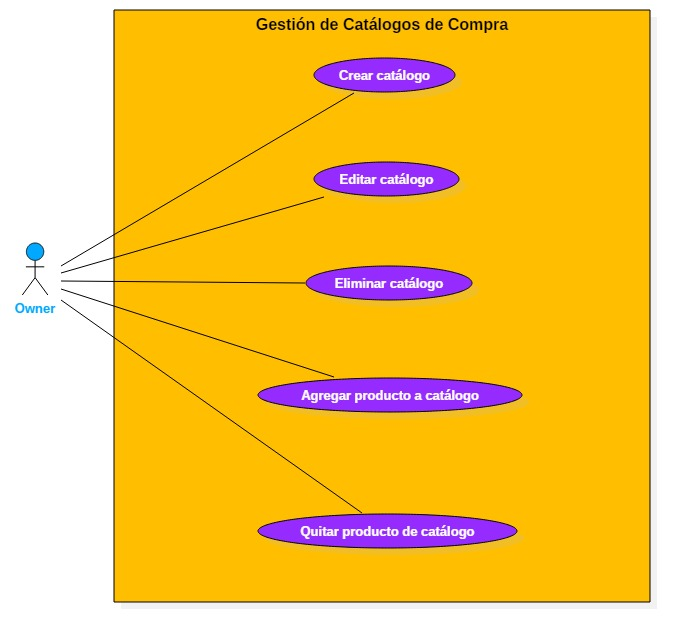 Gestión de Catálogos de Compra
Crear catálogo
Editar catálogo
Owner
Eliminar catálogo
Agregar producto a catálogo
Quitar producto de catálogo